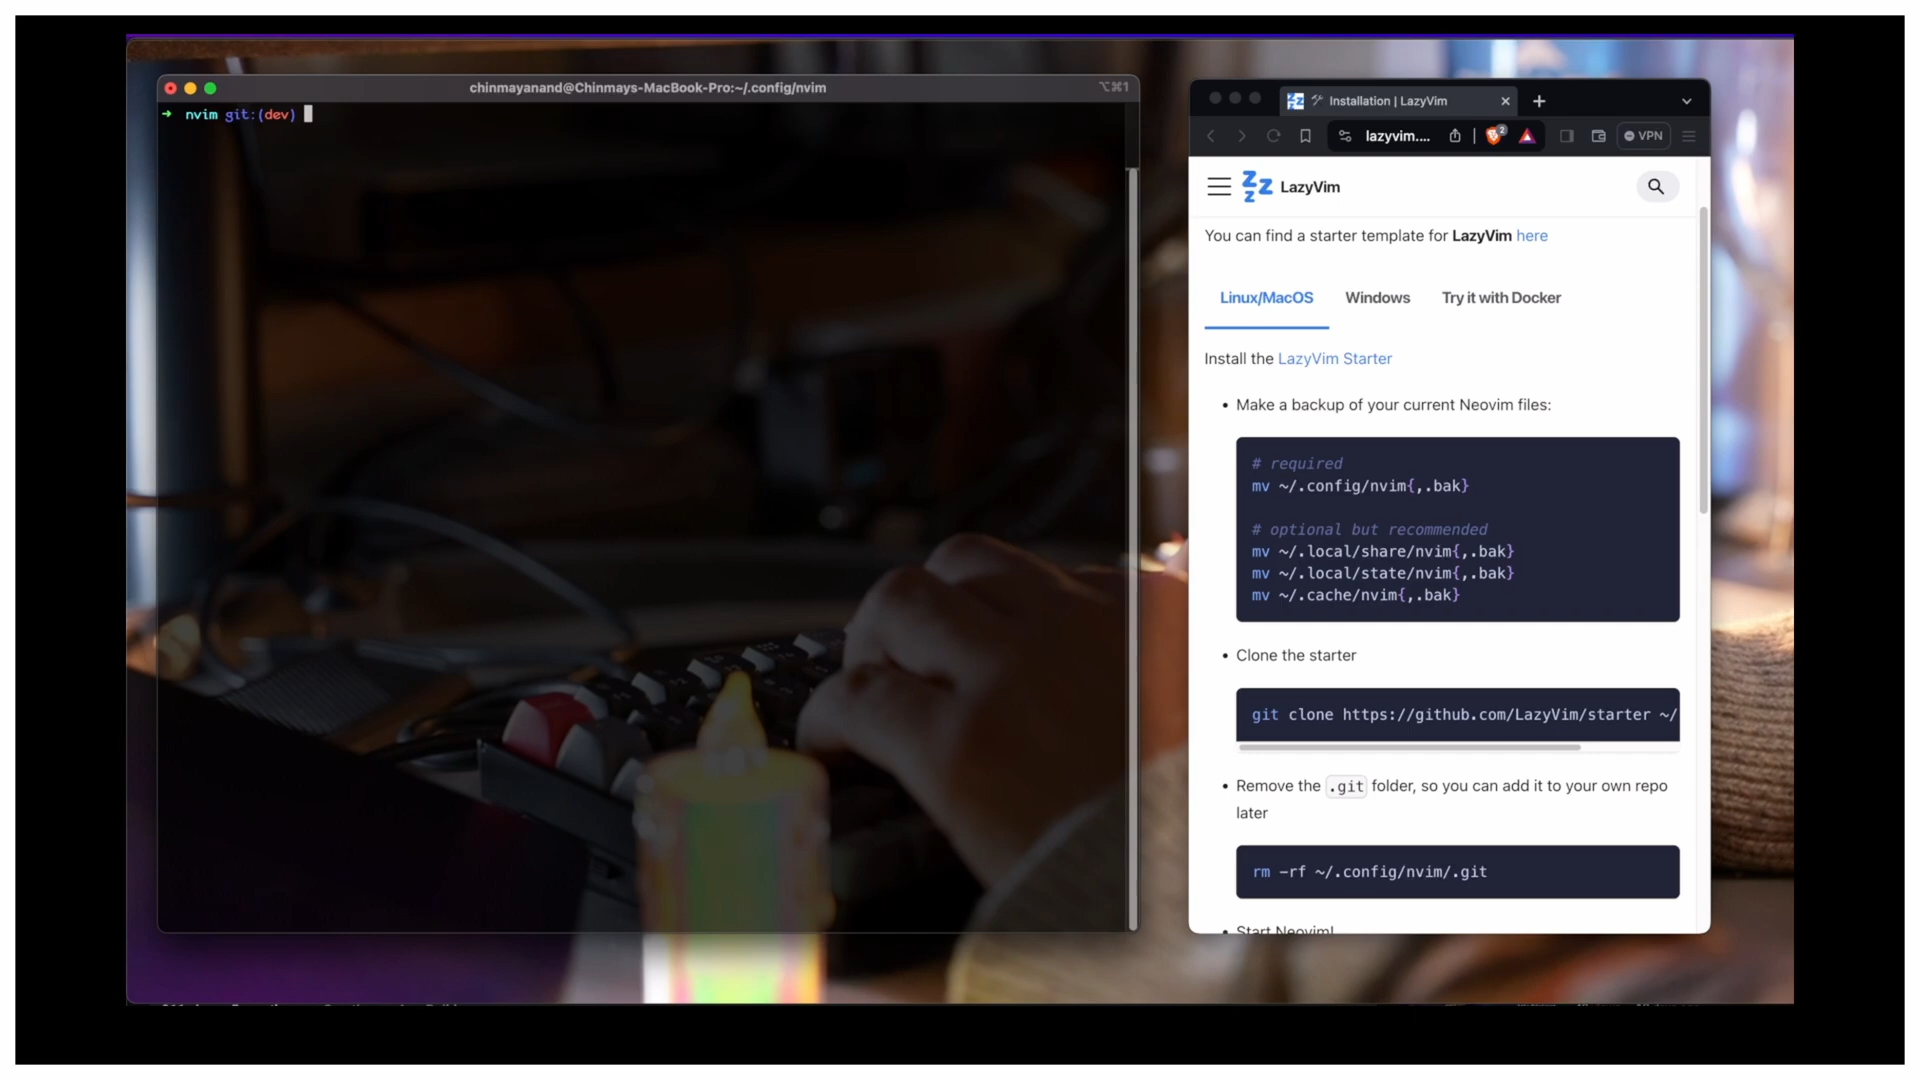 chinmayanand@Chinmays-MacBook-Pro:~/.config/nvim
⌥⌘1
➜ nvim git:(dev)
Installation | LazyVim
lazyvim....
2
VPN
LazyVim
You can find a starter template for LazyVim here
Linux/MacOS
Windows
Try it with Docker
Install the LazyVim Starter
• Make a backup of your current Neovim files:
# required
mv ~/.config/nvim{,.bak}
# optional but recommended
mv ~/.local/share/nvim{,.bak}
mv ~/.local/state/nvim{,.bak}
mv ~/.cache/nvim{,.bak}
• Clone the starter
git clone https://github.com/LazyVim/starter ~/
• Remove the .git folder, so you can add it to your own repo
later
rm -rf ~/.config/nvim/.git
• Start Neovim!